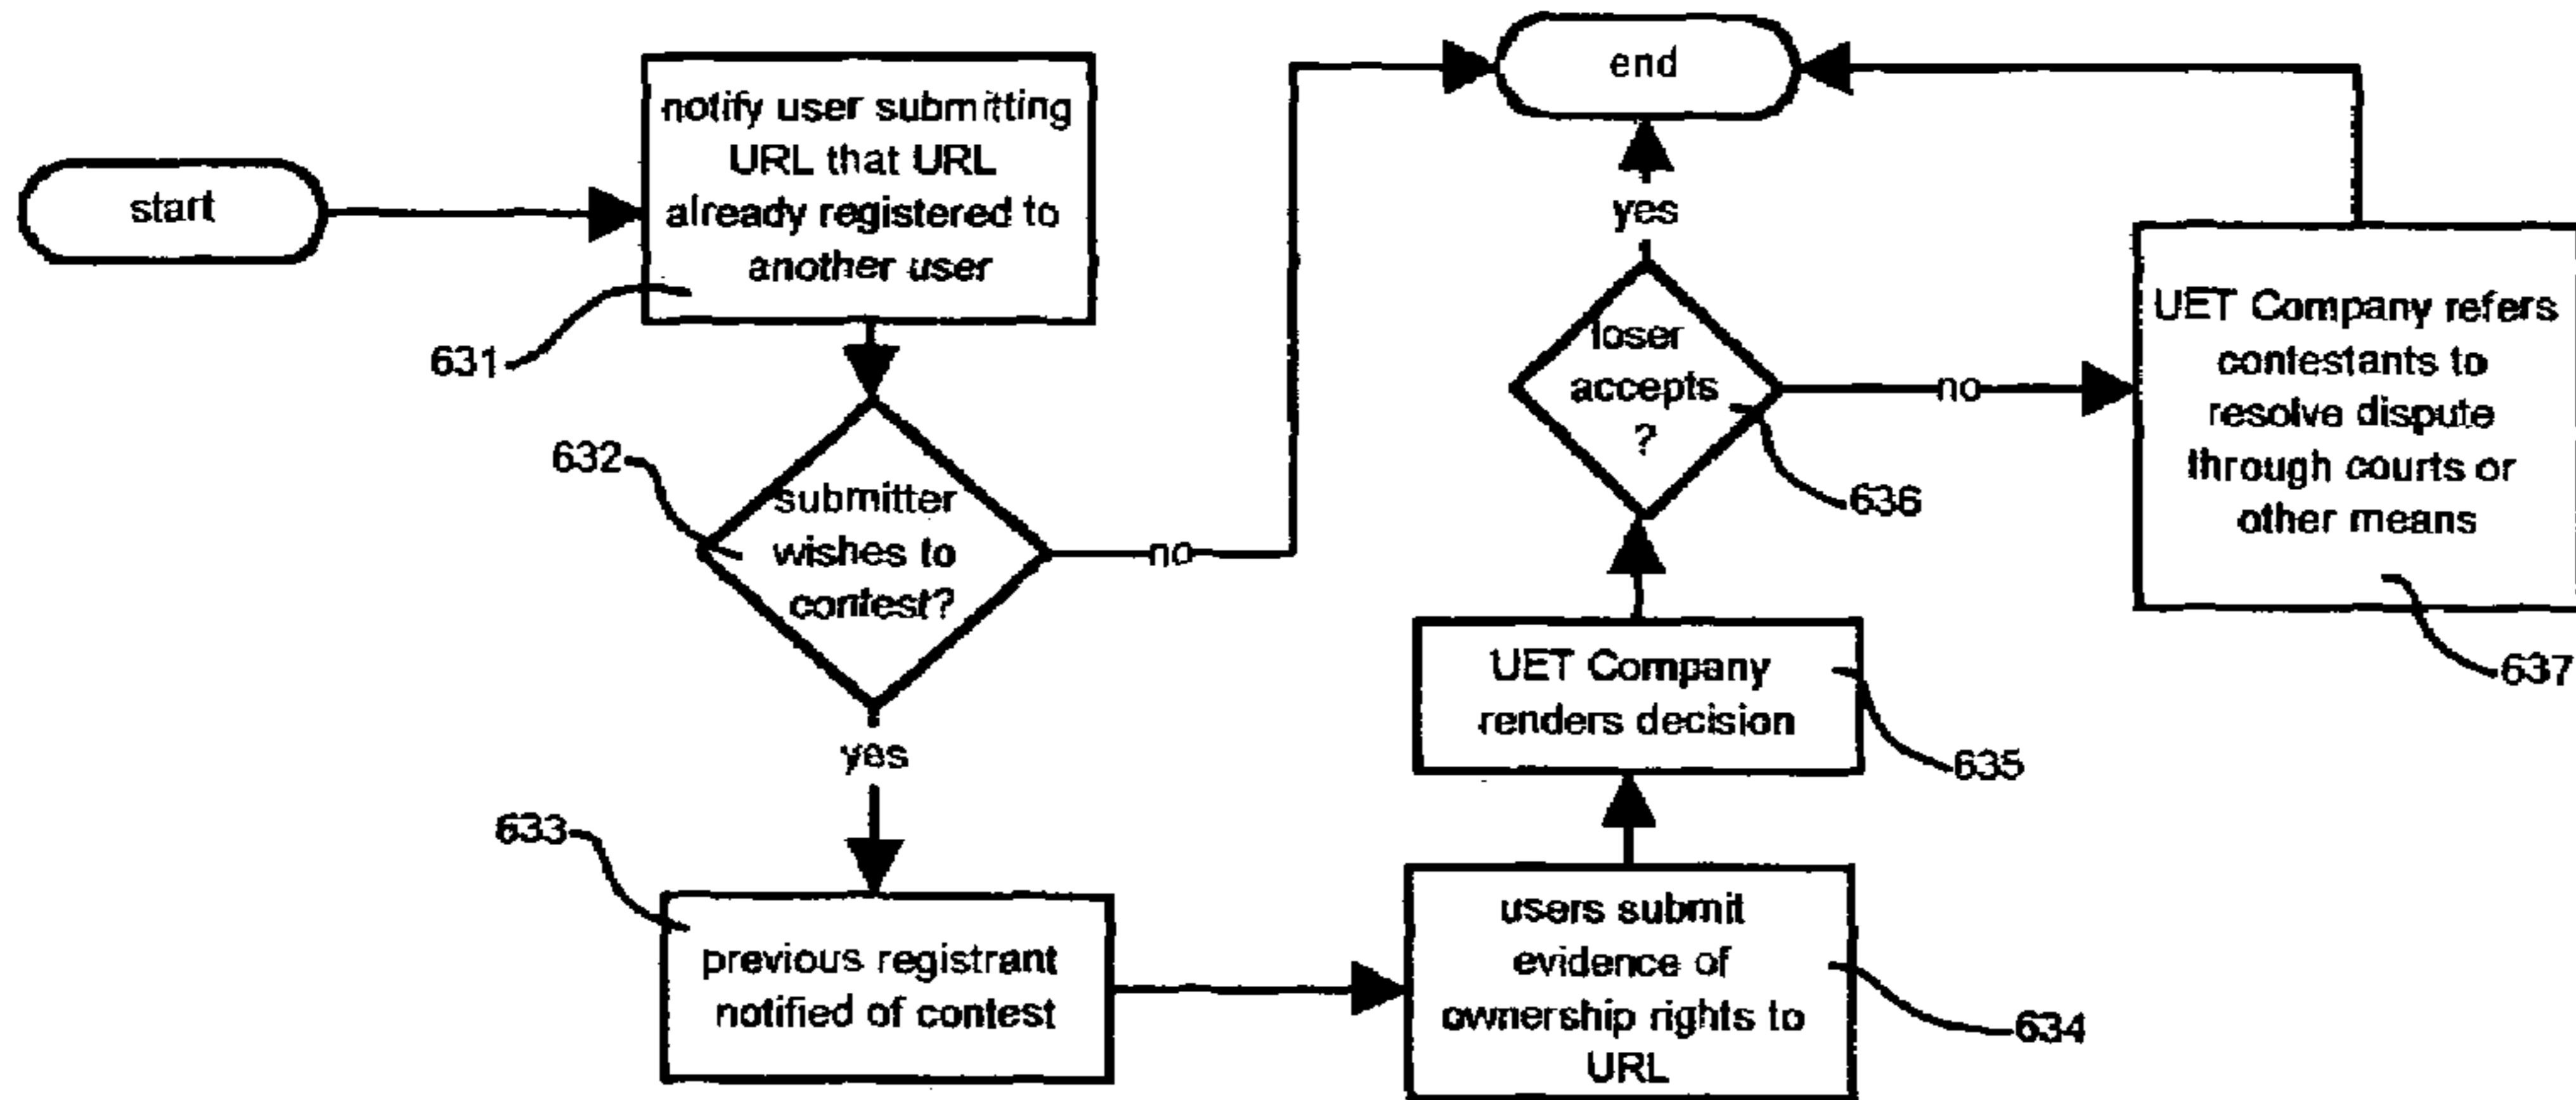 start
notify user submitting
URL that URL
already registered to
another user
631
632
submitter
wishes to
contest?
no
yes
633
previous registrant
notified of contest
users submit
evidence of
ownership rights to
URL
634
UET Company
renders decision
635
loser
accepts
?
636
yes
no
end
UET Company refers
contestants to
resolve dispute
through courts or
other means
637